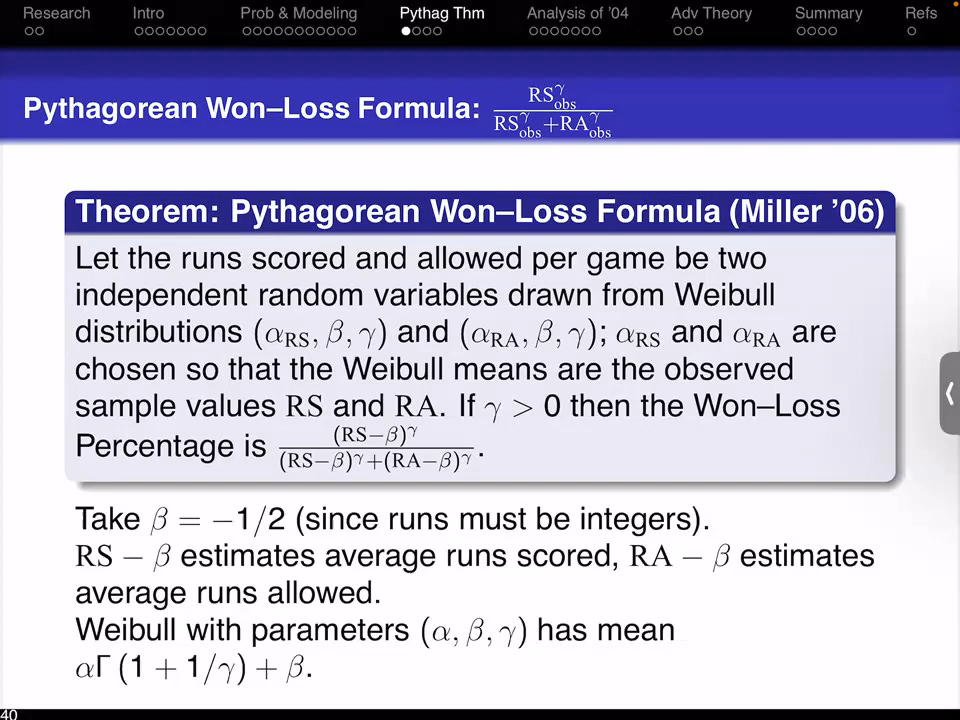 Research Intro Prob & Modeling Pythag Thm Analysis of ’04 Adv Theory Summary Refs
Pythagorean Won–Loss Formula: RS^γ_obs / (RS^γ_obs + RA^γ_obs)
Theorem: Pythagorean Won–Loss Formula (Miller ’06)
Let the runs scored and allowed per game be two
independent random variables drawn from Weibull
distributions (α_RS, β, γ) and (α_RA, β, γ); α_RS and α_RA are
chosen so that the Weibull means are the observed
sample values RS and RA. If γ > 0 then the Won–Loss
Percentage is (RS−β)^γ / ((RS−β)^γ+(RA−β)^γ).
Take β = −1/2 (since runs must be integers).
RS − β estimates average runs scored, RA − β estimates
average runs allowed.
Weibull with parameters (α, β, γ) has mean
αΓ (1 + 1/γ) + β.
40